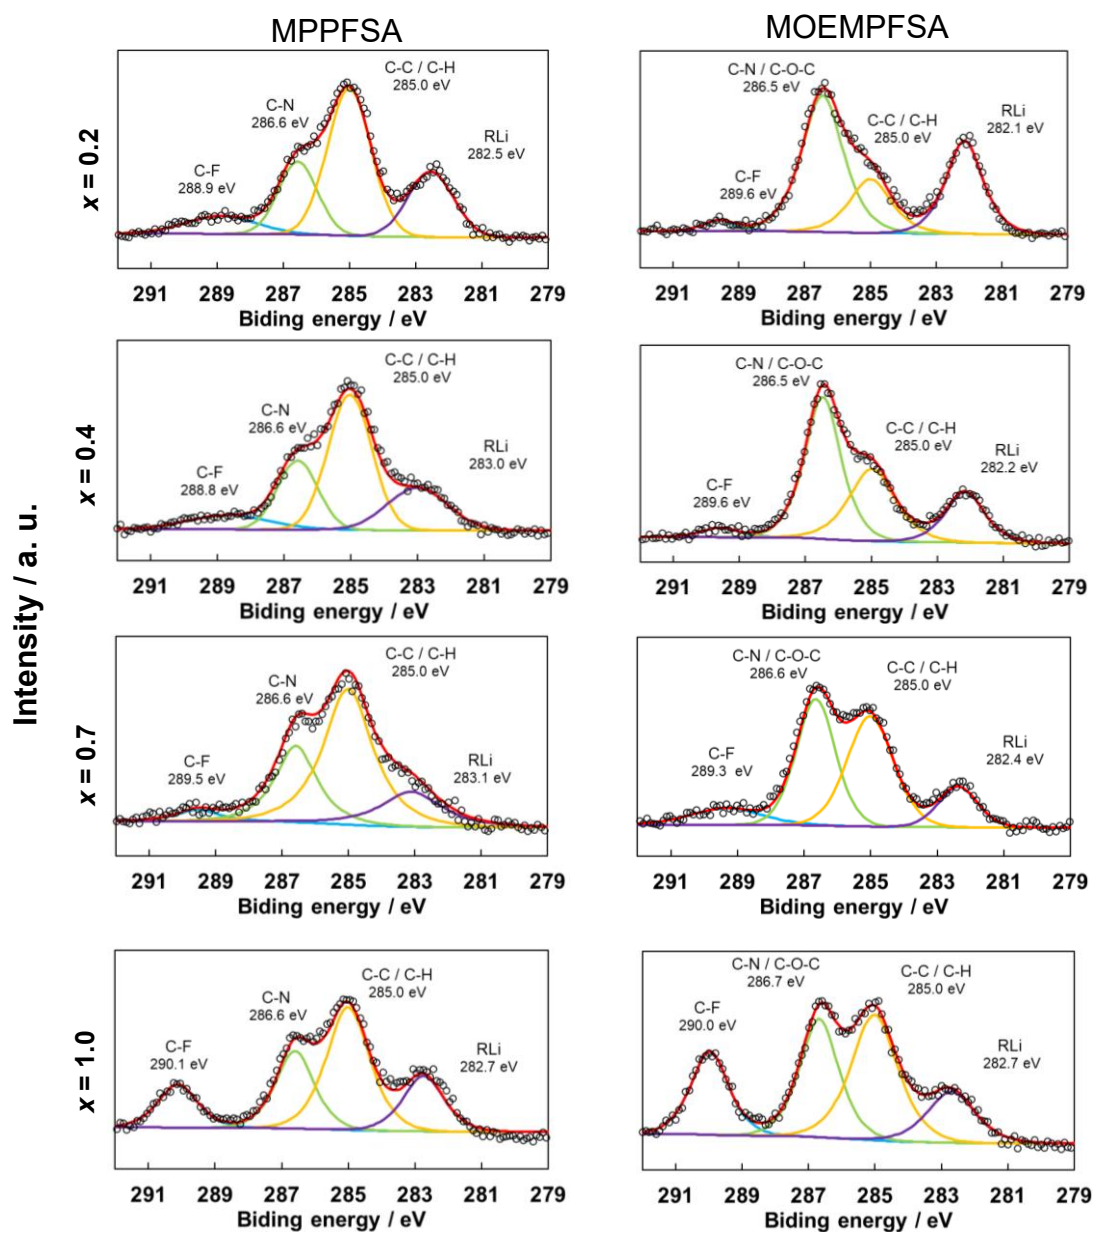 MPPFSA
MOEMPFSA
Intensity / a. u.
x = 0.2
C-F
288.9 eV
C-N
286.6 eV
C-C / C-H
285.0 eV
RLi
282.5 eV
291 289 287 285 283 281 279
Biding energy / eV
C-F
289.6 eV
C-N / C-O-C
286.5 eV
C-C / C-H
285.0 eV
RLi
282.1 eV
291 289 287 285 283 281 279
Biding energy / eV
x = 0.4
C-F
288.8 eV
C-N
286.6 eV
C-C / C-H
285.0 eV
RLi
283.0 eV
291 289 287 285 283 281 279
Biding energy / eV
C-F
289.6 eV
C-N / C-O-C
286.5 eV
C-C / C-H
285.0 eV
RLi
282.2 eV
291 289 287 285 283 281 279
Biding energy / eV
x = 0.7
C-F
289.5 eV
C-N
286.6 eV
C-C / C-H
285.0 eV
RLi
283.1 eV
291 289 287 285 283 281 279
Biding energy / eV
C-F
289.3 eV
C-N / C-O-C
286.6 eV
C-C / C-H
285.0 eV
RLi
282.4 eV
291 289 287 285 283 281 279
Biding energy / eV
x = 1.0
C-F
290.1 eV
C-N
286.6 eV
C-C / C-H
285.0 eV
RLi
282.7 eV
291 289 287 285 283 281 279
Biding energy / eV
C-F
290.0 eV
C-N / C-O-C
286.7 eV
C-C / C-H
285.0 eV
RLi
282.7 eV
291 289 287 285 283 281 279
Biding energy / eV